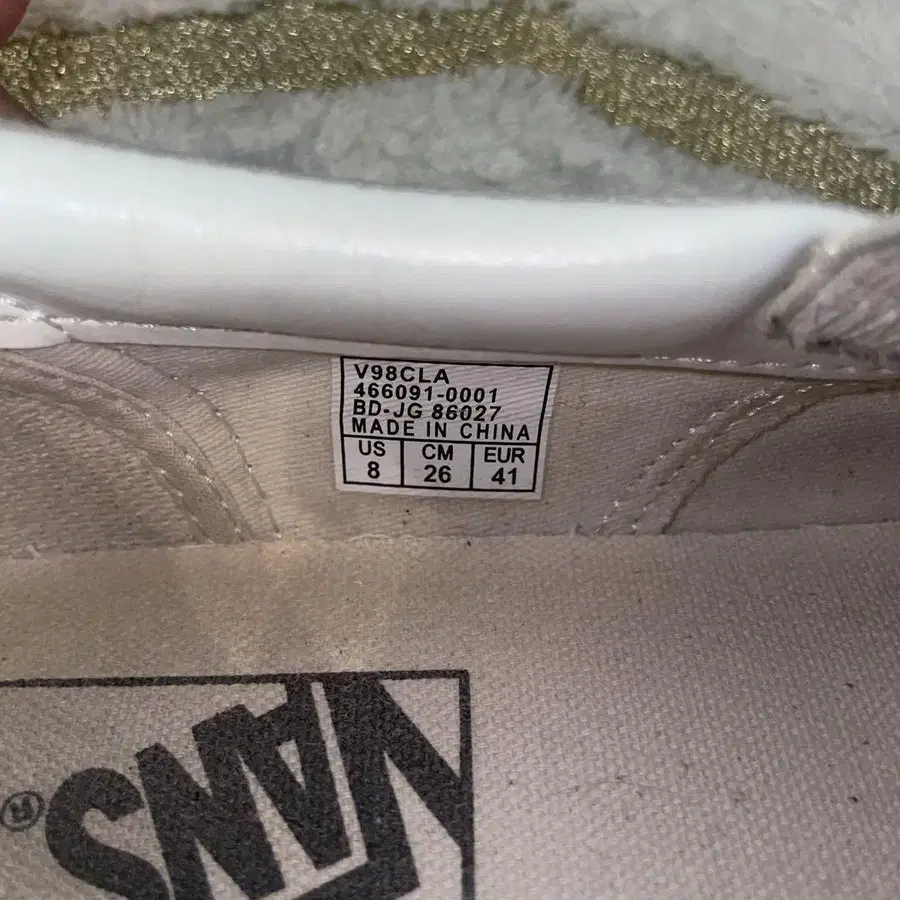 V98CLA
466091-0001
BD-JG 86027
MADE IN CHINA
US CM EUR
8 26 41
VANS
®